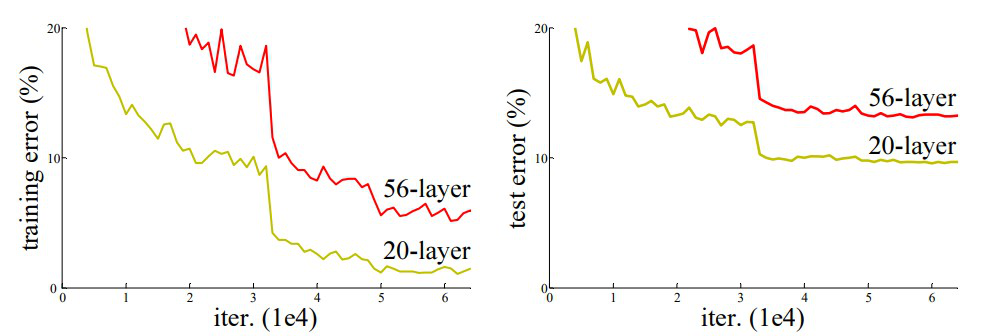 training error (%)
20
10
0
0 1 2 3 4 5 6
iter. (1e4)
56-layer
20-layer
test error (%)
20
10
0
0 1 2 3 4 5 6
iter. (1e4)
56-layer
20-layer